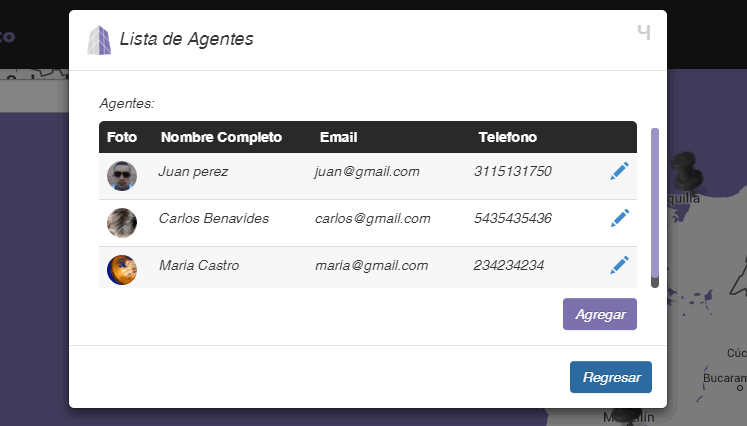 to
Lista de Agentes
Agentes:
Foto Nombre Completo Email Telefono
Juan perez juan@gmail.com 3115131750
Carlos Benavides carlos@gmail.com 5435435436
Maria Castro maria@gmail.com 234234234
Agregar
Regresar
quilla
Cúc
Bucaram